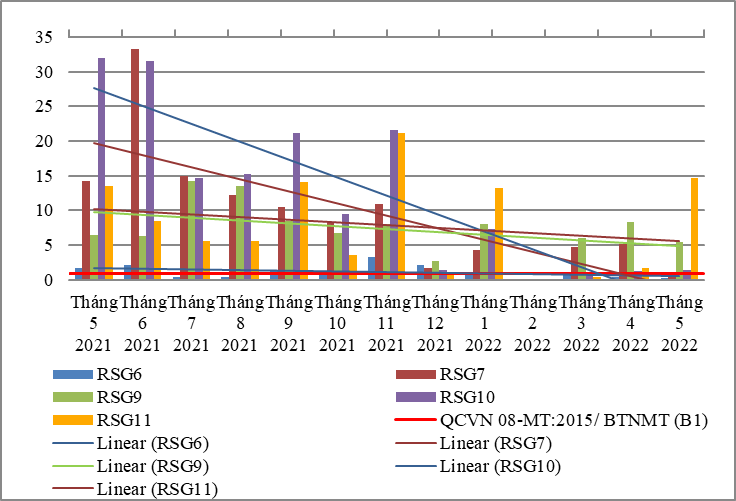 35
30
25
20
15
10
5
0
Tháng Tháng Tháng Tháng Tháng Tháng Tháng Tháng Tháng Tháng Tháng Tháng Tháng
5 6 7 8 9 10 11 12 1 2 3 4 5
2021 2021 2021 2021 2021 2021 2021 2021 2022 2022 2022 2022 2022
RSG6 RSG7
RSG9 RSG10
RSG11 QCVN 08-MT:2015/ BTNMT (B1)
Linear (RSG6) Linear (RSG7)
Linear (RSG9) Linear (RSG10)
Linear (RSG11)